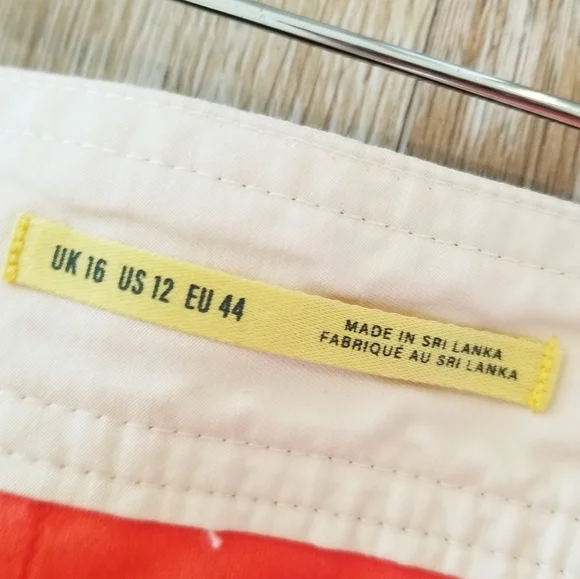 UK 16 US 12 EU 44
MADE IN SRI LANKA
FABRIQUÉ AU SRI LANKA